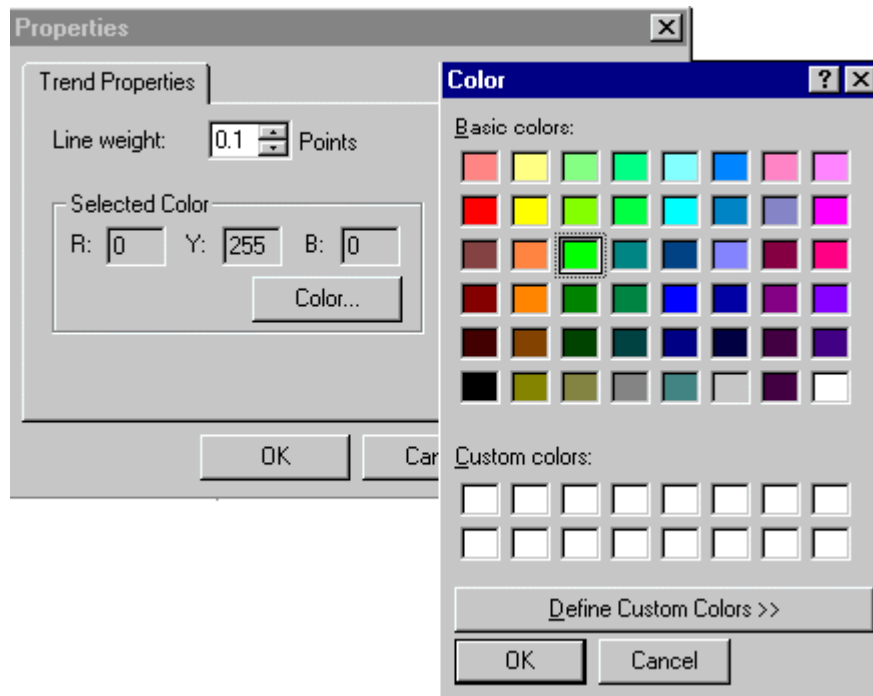 Properties
Trend Properties
Line weight: 0.1 Points
Selected Color
R: 0 Y: 255 B: 0
Color...
OK
Color
?
Basic colors:
Custom colors:
Define Custom Colors >>
OK Cancel